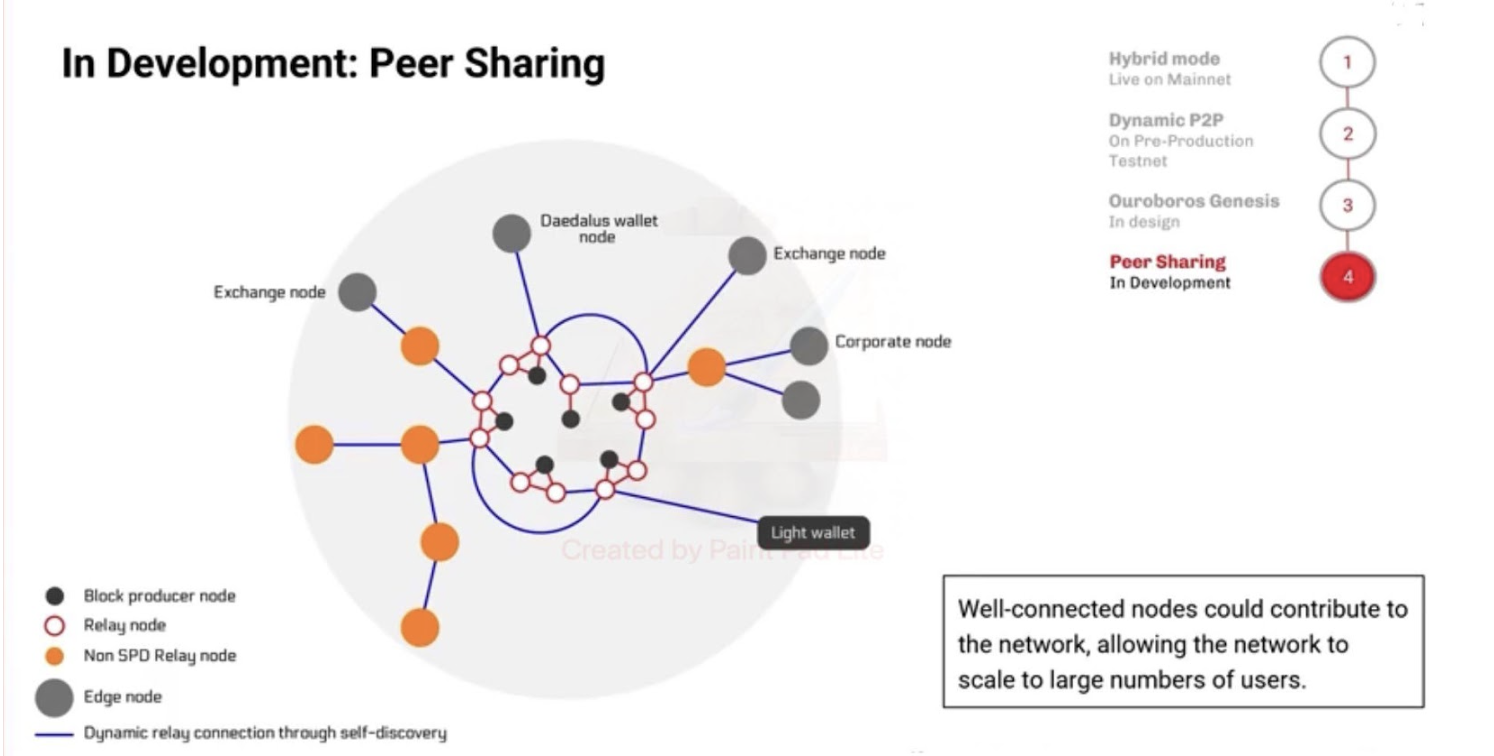 In Development: Peer Sharing
Hybrid mode
Live on Mainnet
1
Dynamic P2P
On Pre-Production
Testnet
2
Ouroboros Genesis
In design
3
Peer Sharing
In Development
4
Daedalus wallet
node
Exchange node
Exchange node
Corporate node
Light wallet
Created by Paint Pad Lite
Block producer node
Relay node
Non SPD Relay node
Edge node
Dynamic relay connection through self-discovery
Well-connected nodes could contribute to
the network, allowing the network to
scale to large numbers of users.